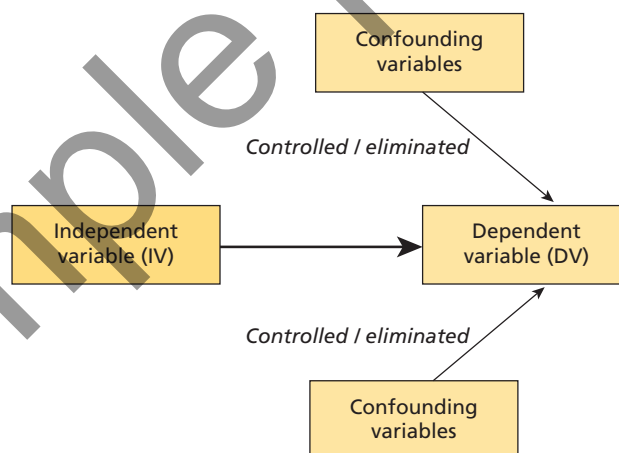 Confounding
variables
Controlled / eliminated
Independent
variable (IV)
Dependent
variable (DV)
Controlled / eliminated
Confounding
variables